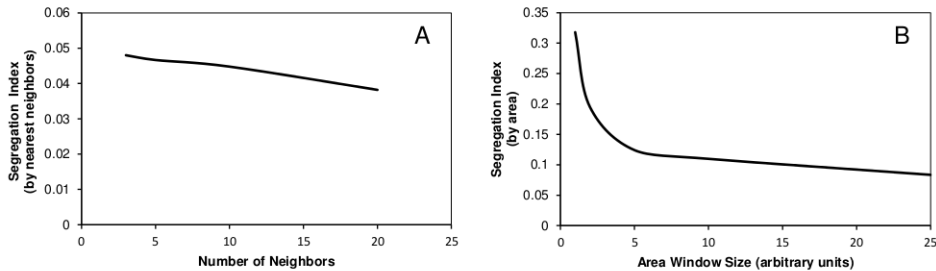 0.06
0.05
0.04
0.03
0.02
0.01
0
Segregation Index
(by nearest neighbors)
A
0 5 10 15 20 25
Number of Neighbors
0.35
0.3
0.25
0.2
0.15
0.1
0.05
0
Segregation Index
(by area)
B
0 5 10 15 20 25
Area Window Size (arbitrary units)